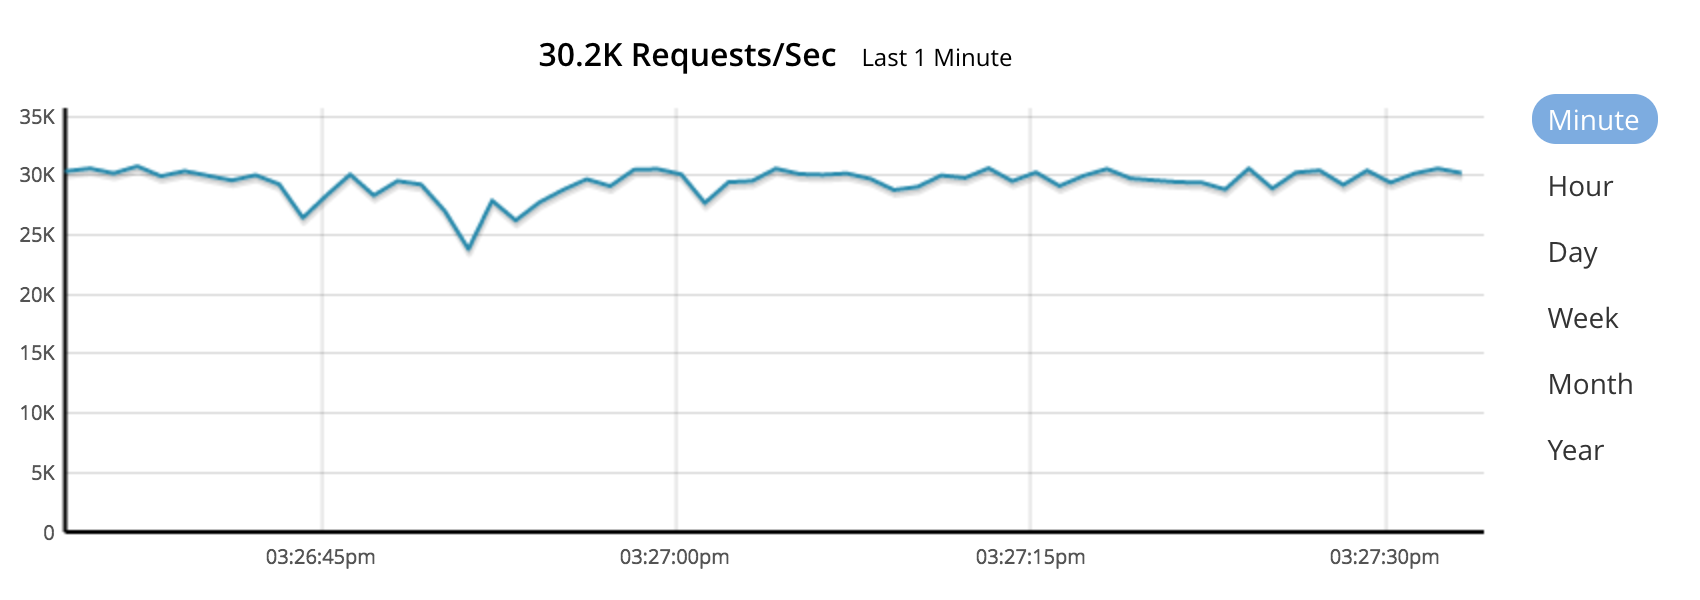 30.2K Requests/Sec Last 1 Minute
35K
30K
25K
20K
15K
10K
5K
0
03:26:45pm 03:27:00pm 03:27:15pm 03:27:30pm
Minute
Hour
Day
Week
Month
Year